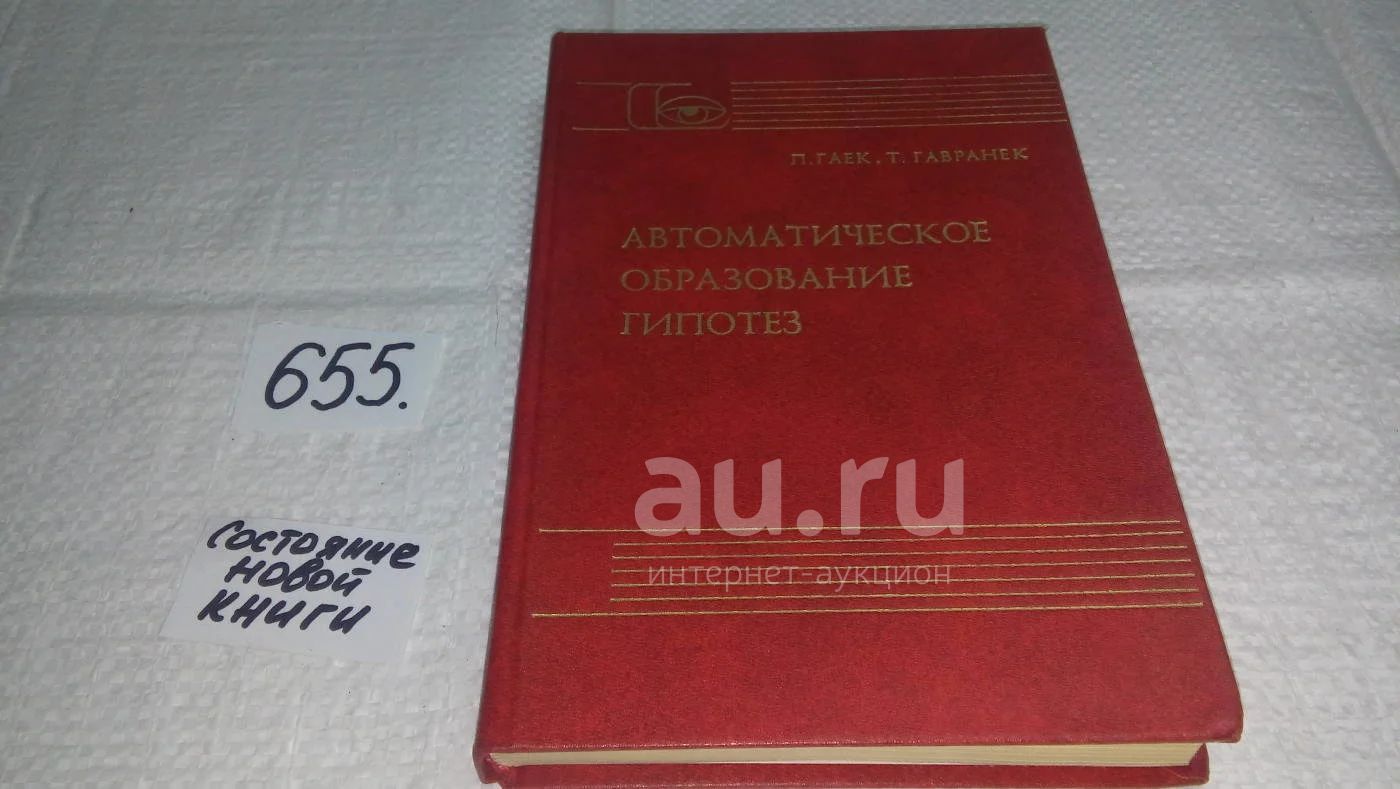 П. ГАЕК, Т. ГАВРАНЕК
АВТОМАТИЧЕСКОЕ
ОБРАЗОВАНИЕ
ГИПОТЕЗ
655.
состояние
новой
книги
au.ru
интернет-аукцион